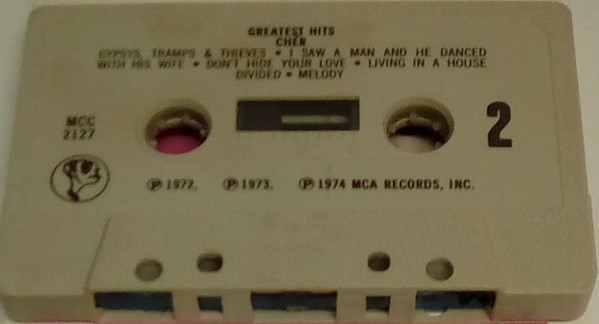 GREATEST HITS
CHER
GYPSYS, TRAMPS & THIEVES • I SAW A MAN AND HE DANCED
WITH HIS WIFE • DON'T HIDE YOUR LOVE • LIVING IN A HOUSE
DIVIDED • MELODY
MCC
2127
2
℗ 1972. ℗ 1973. ℗ 1974 MCA RECORDS, INC.